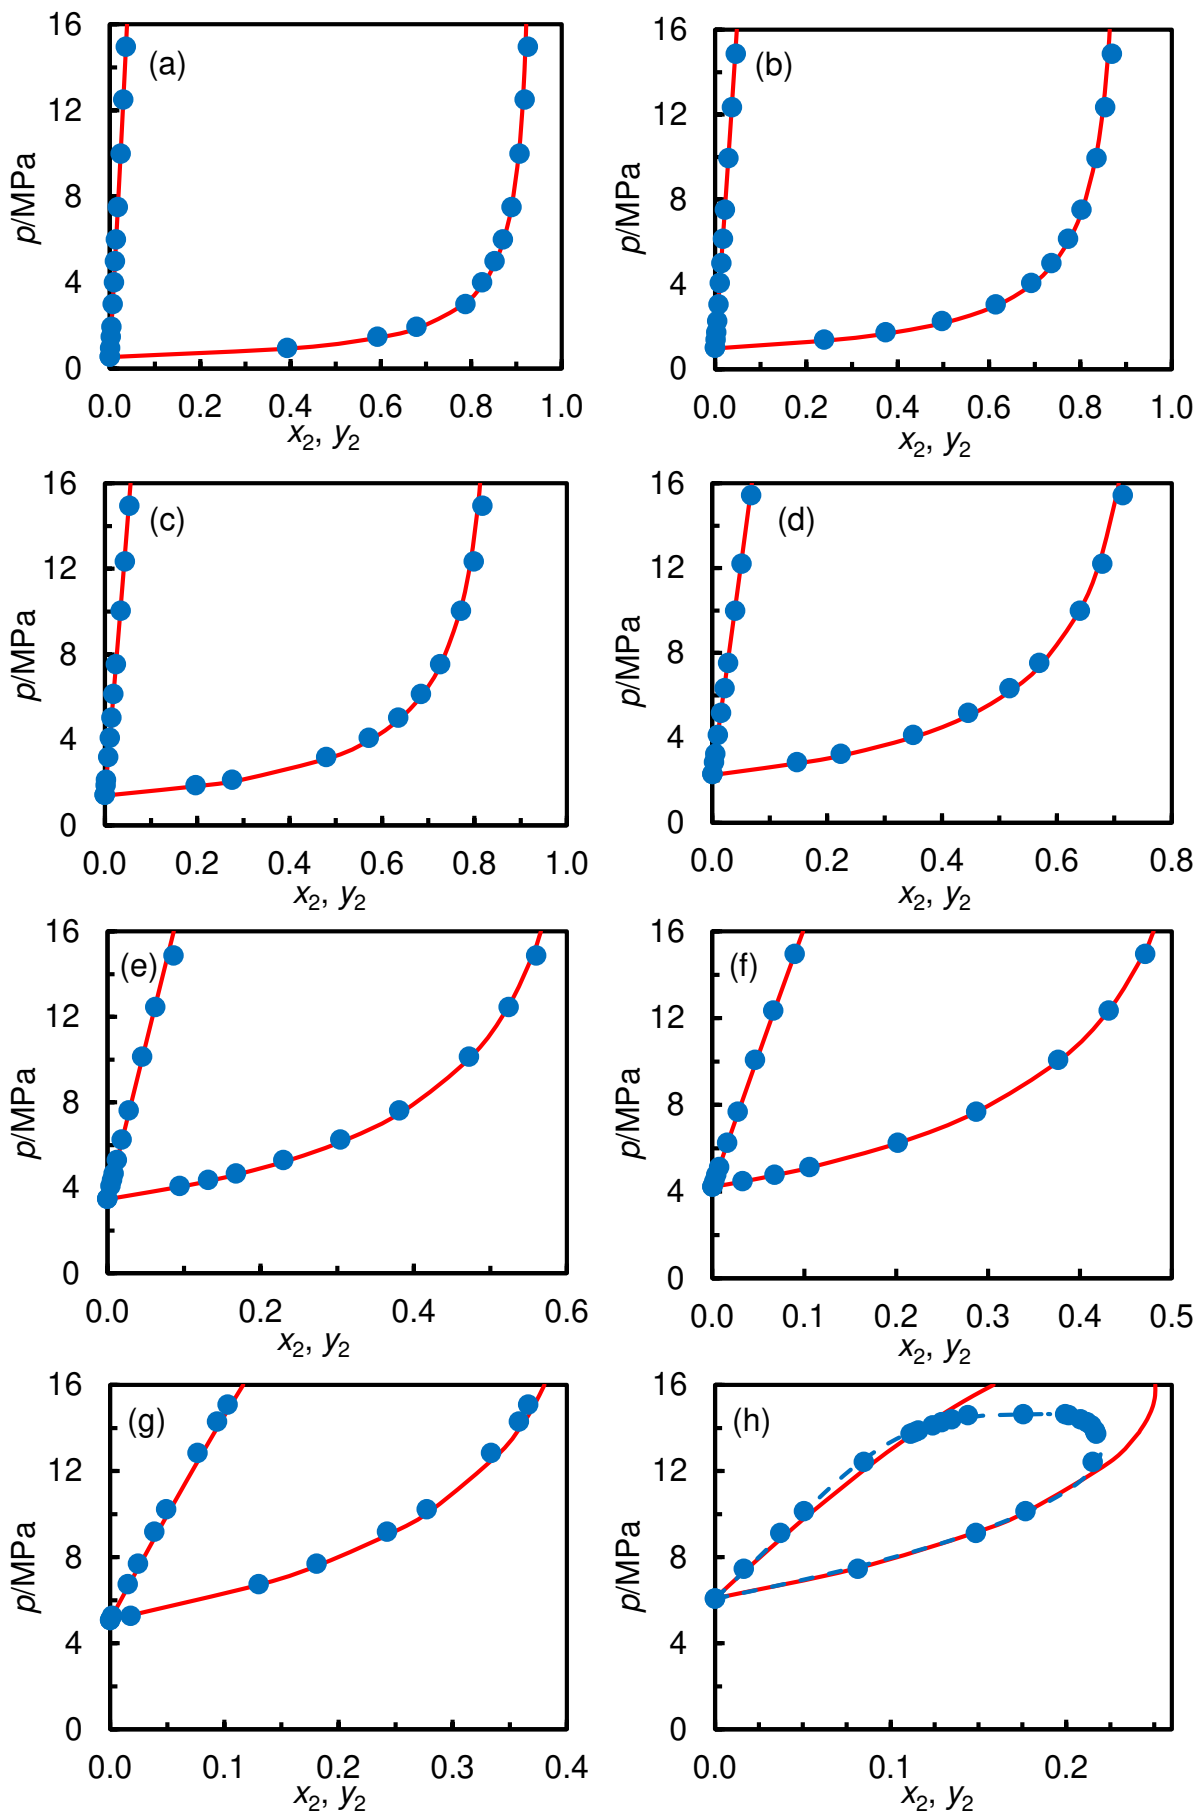 16
(a)
12
p/MPa
8
4
0
0.0 0.2 0.4 0.6 0.8 1.0
x₂, y₂
16
(b)
12
p/MPa
8
4
0
0.0 0.2 0.4 0.6 0.8 1.0
x₂, y₂
16
(c)
12
p/MPa
8
4
0
0.0 0.2 0.4 0.6 0.8 1.0
x₂, y₂
16
(d)
12
p/MPa
8
4
0
0.0 0.2 0.4 0.6 0.8
x₂, y₂
16
(e)
12
p/MPa
8
4
0
0.0 0.2 0.4 0.6
x₂, y₂
16
(f)
12
p/MPa
8
4
0
0.0 0.1 0.2 0.3 0.4 0.5
x₂, y₂
16
(g)
12
p/MPa
8
4
0
0.0 0.1 0.2 0.3 0.4
x₂, y₂
16
(h)
12
p/MPa
8
4
0
0.0 0.1 0.2
x₂, y₂